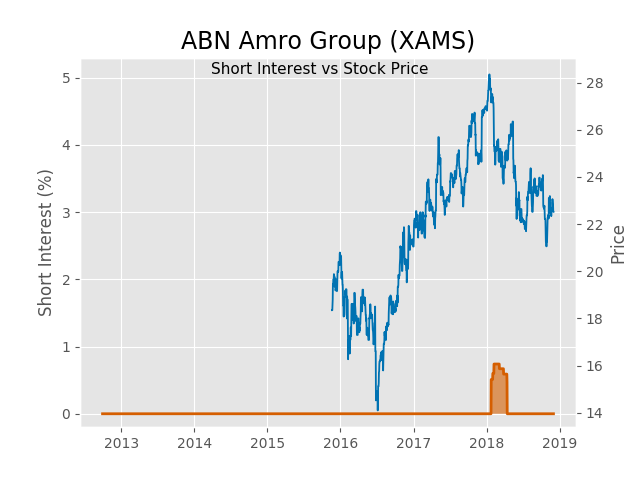 ABN Amro Group (XAMS)
Short Interest vs Stock Price
Short Interest (%)
5
4
3
2
1
0
28
26
24
22
20
18
16
14
Price
2013 2014 2015 2016 2017 2018 2019